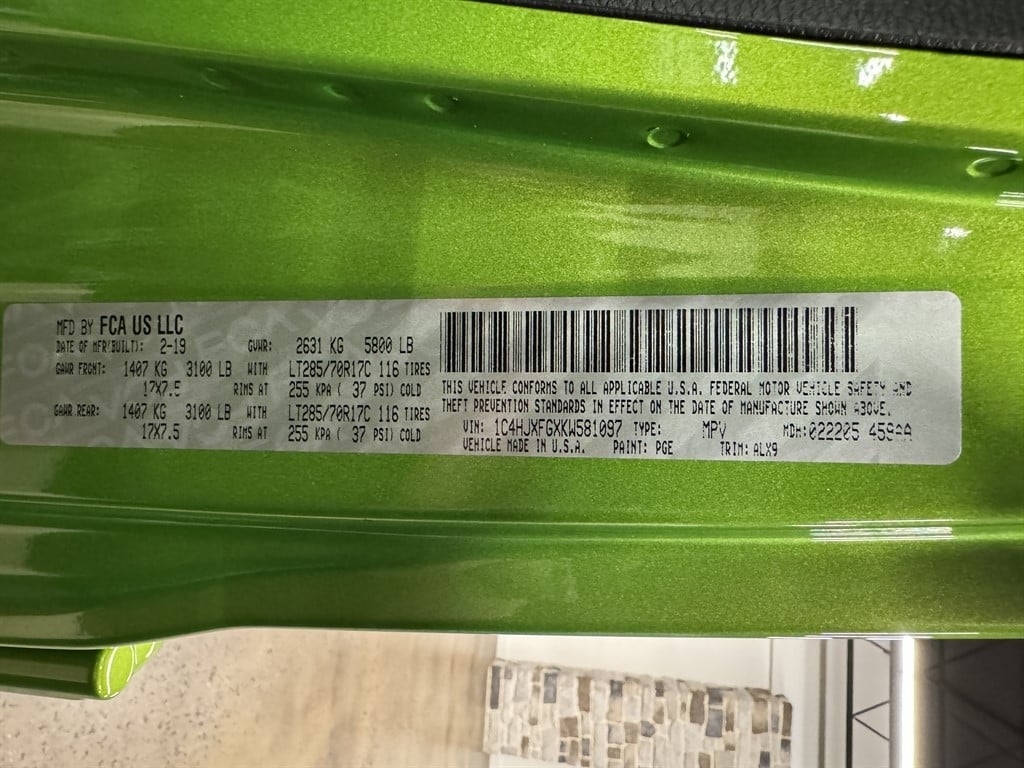 MFD BY FCA US LLC
DATE OF MFR(BUILT): 2-19 GVWR: 2631 KG 5800 LB
GAWR FRONT: 1407 KG 3100 LB WITH LT285/70R17C 116 TIRES
17X7.5 RIMS AT 255 KPA ( 37 PSI) COLD
GAWR REAR: 1407 KG 3100 LB WITH LT285/70R17C 116 TIRES
17X7.5 RIMS AT 255 KPA ( 37 PSI) COLD
THIS VEHICLE CONFORMS TO ALL APPLICABLE U.S.A. FEDERAL MOTOR VEHICLE SAFETY AND
THEFT PREVENTION STANDARDS IN EFFECT ON THE DATE OF MANUFACTURE SHOWN ABOVE.
VIN: 1C4HJXFGXKW581097 TYPE: MPV MDH: 022205
VEHICLE MADE IN U.S.A. PAINT: PGE TRIM: ALX9